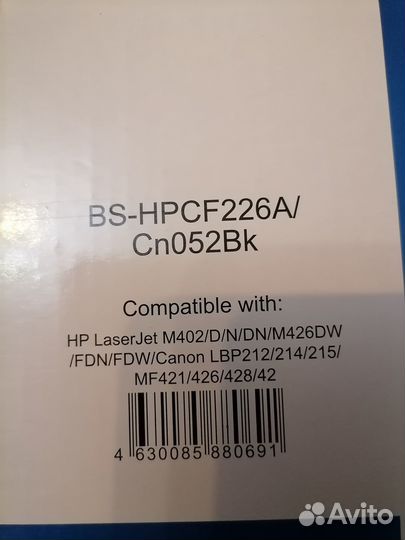 BS-HPCF226A/
Cn052Bk
Compatible with:
HP LaserJet M402/D/N/DN/M426DW
/FDN/FDW/Canon LBP212/214/215/
MF421/426/428/42
4 630085 880691
Avito